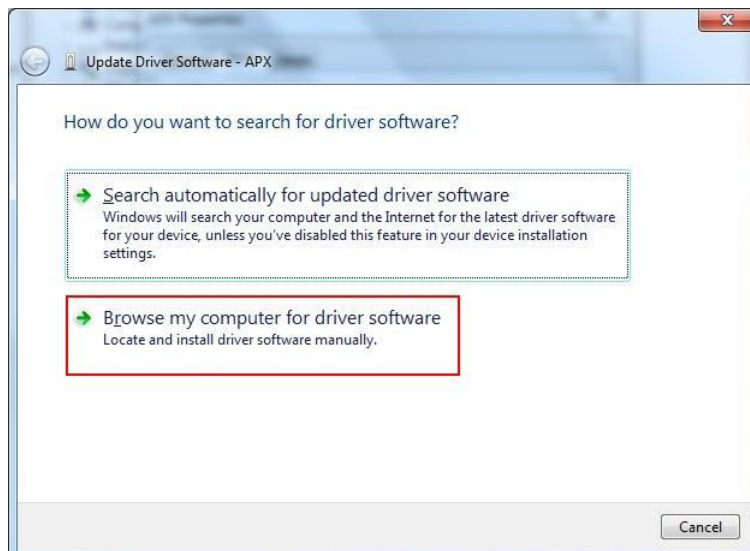 Update Driver Software - APX
How do you want to search for driver software?
Search automatically for updated driver software
Windows will search your computer and the Internet for the latest driver software
for your device, unless you've disabled this feature in your device installation
settings.
Browse my computer for driver software
Locate and install driver software manually.
Cancel